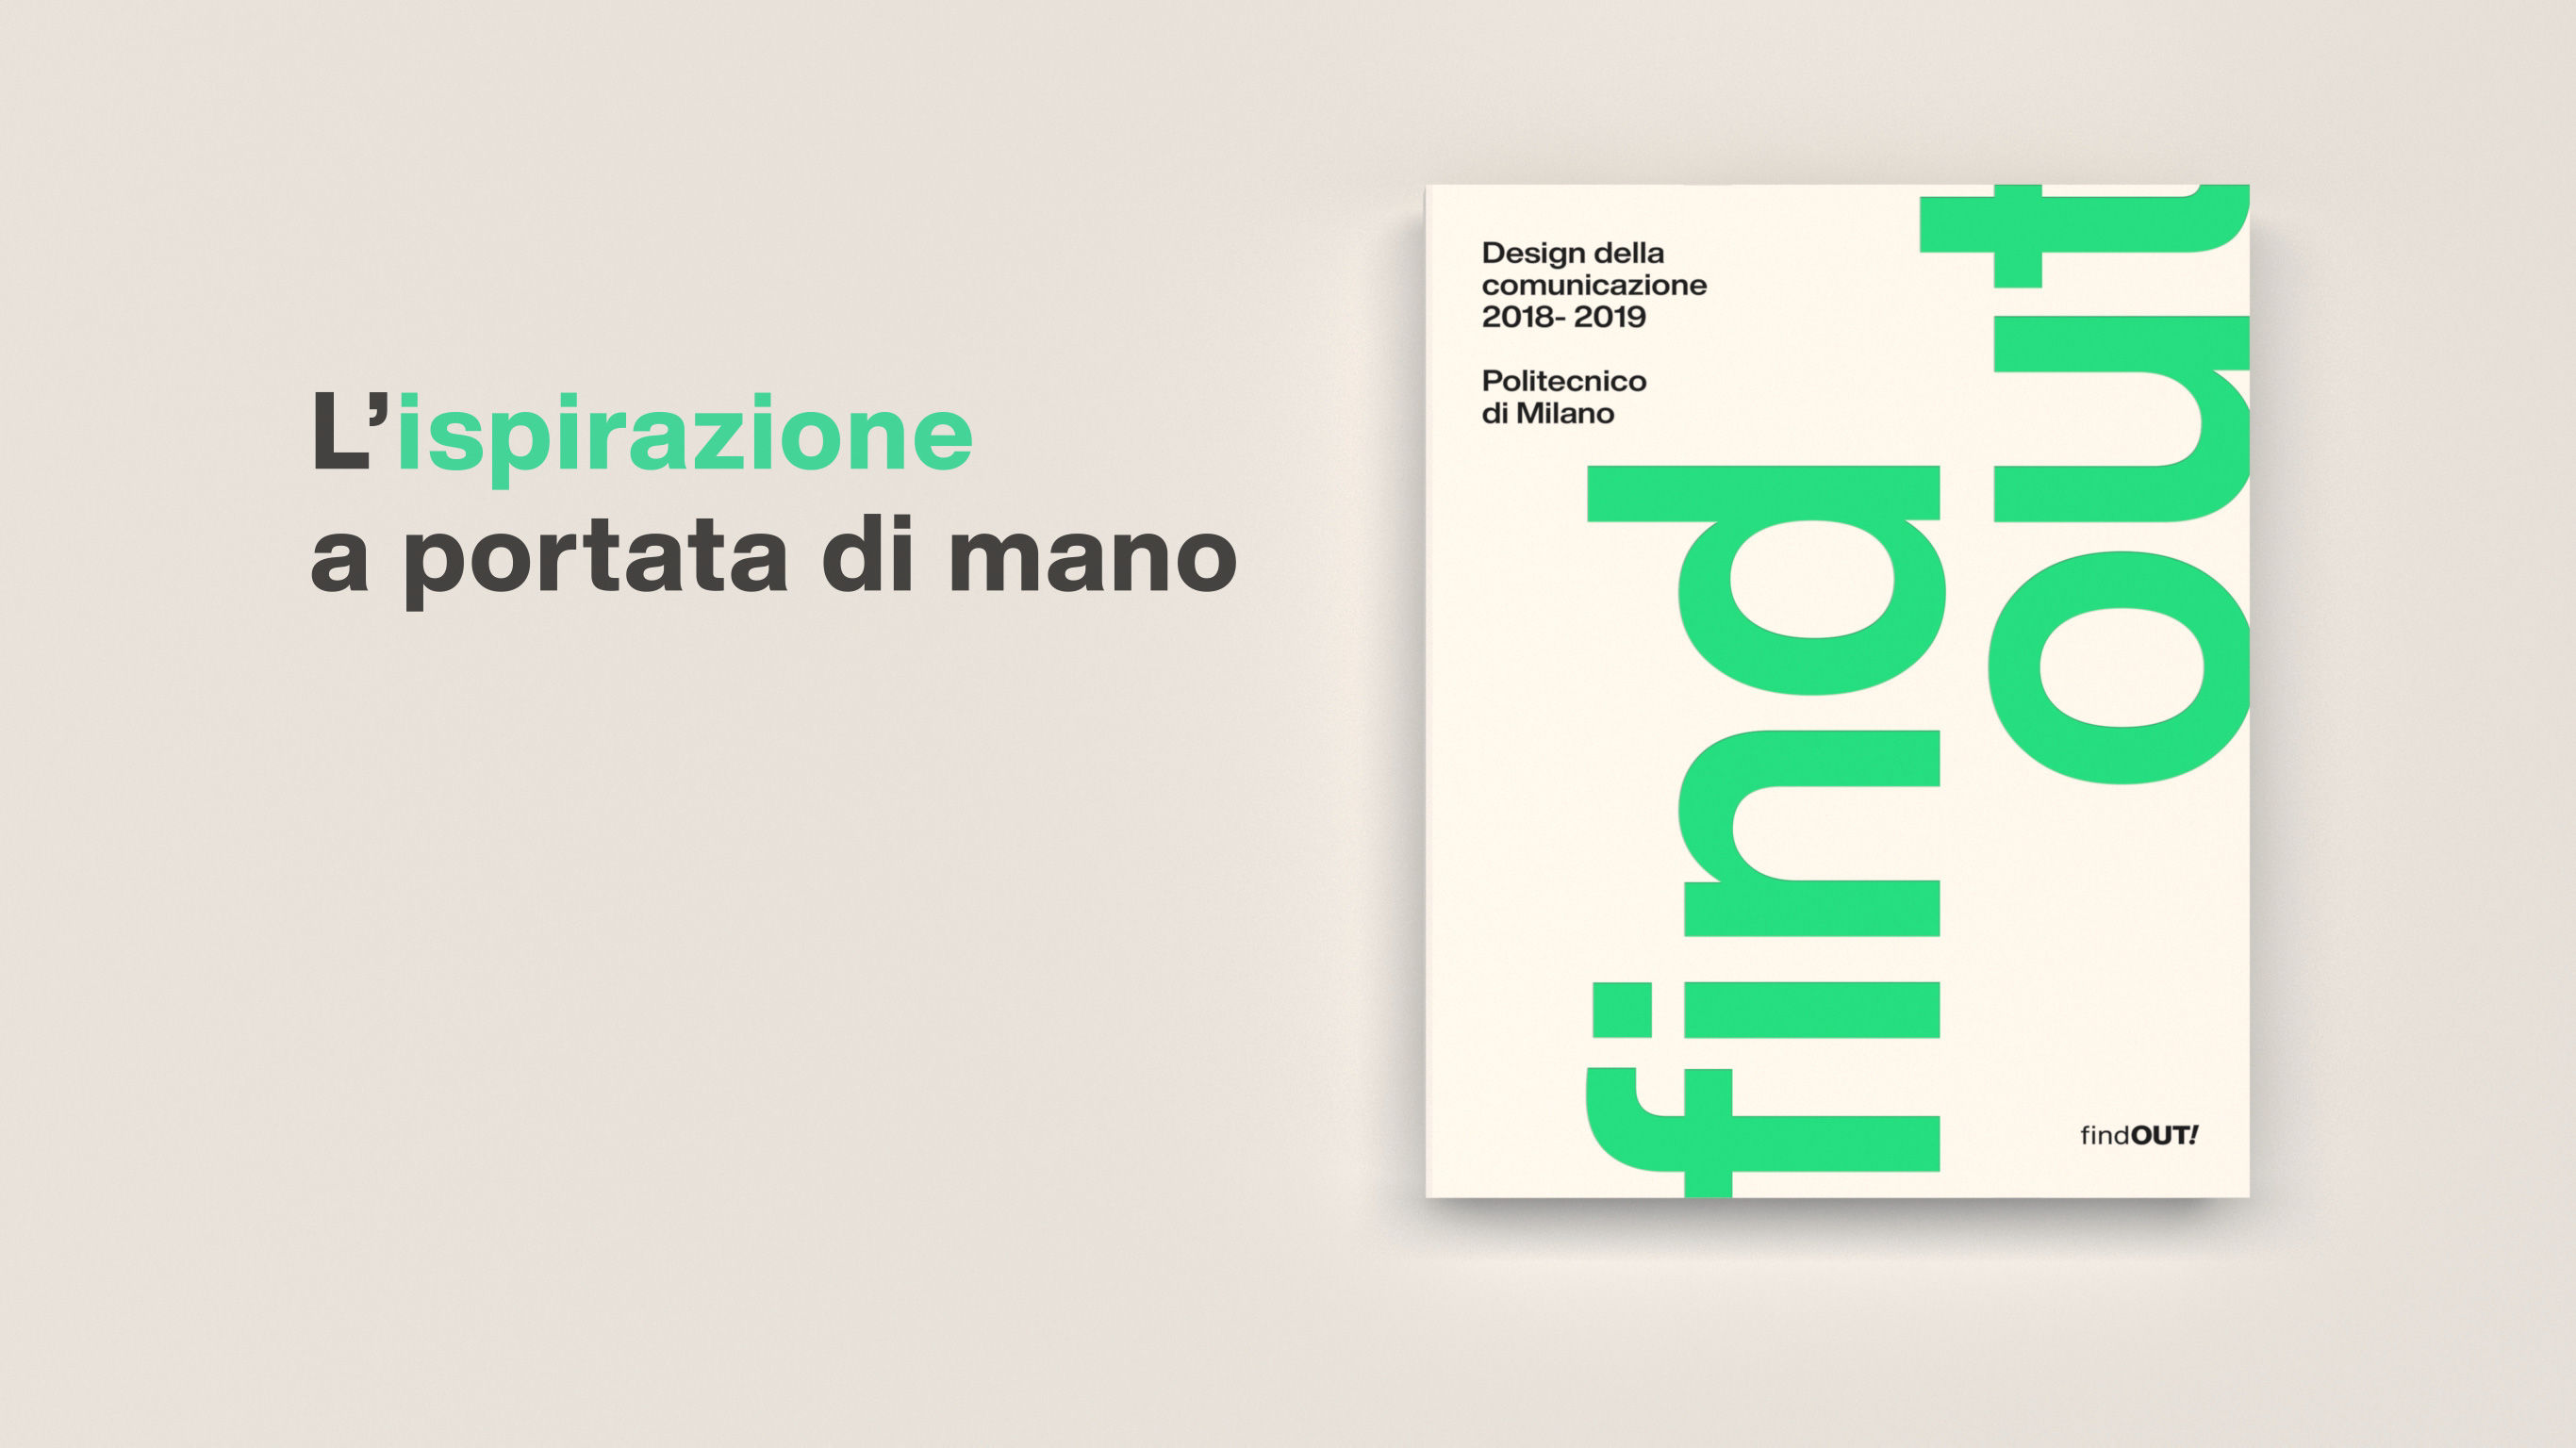 L’ispirazione
a portata di mano
Design della
comunicazione
2018- 2019
Politecnico
di Milano
find
out
findOUT!